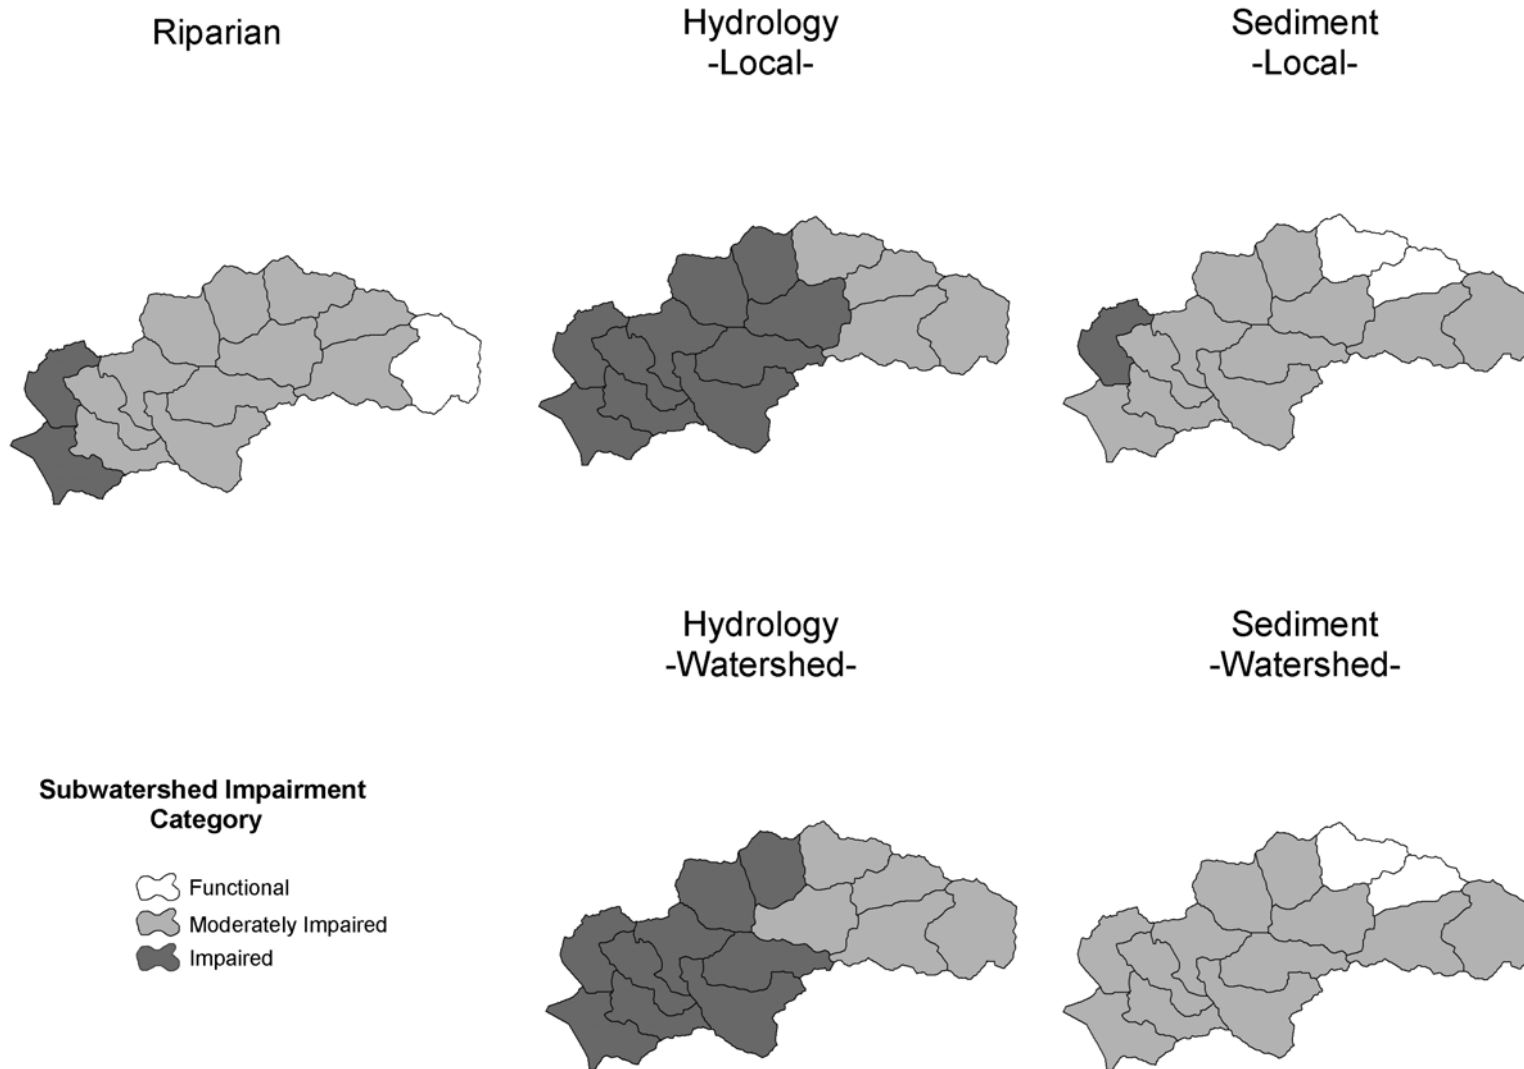 Riparian
Hydrology
-Local-
Sediment
-Local-
Hydrology
-Watershed-
Sediment
-Watershed-
Subwatershed Impairment
Category
Functional
Moderately Impaired
Impaired